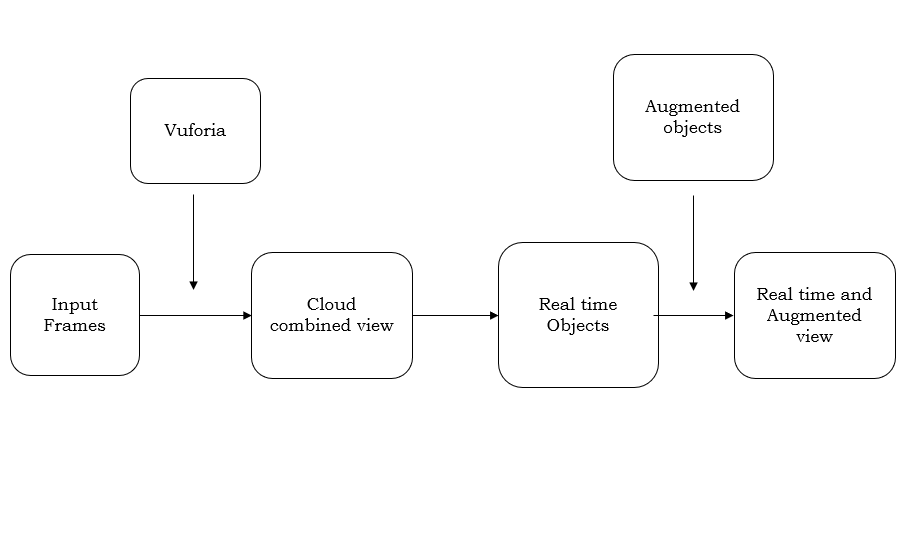 Vuforia
Augmented
objects
Input
Frames
Cloud
combined view
Real time
Objects
Real time and
Augmented
view